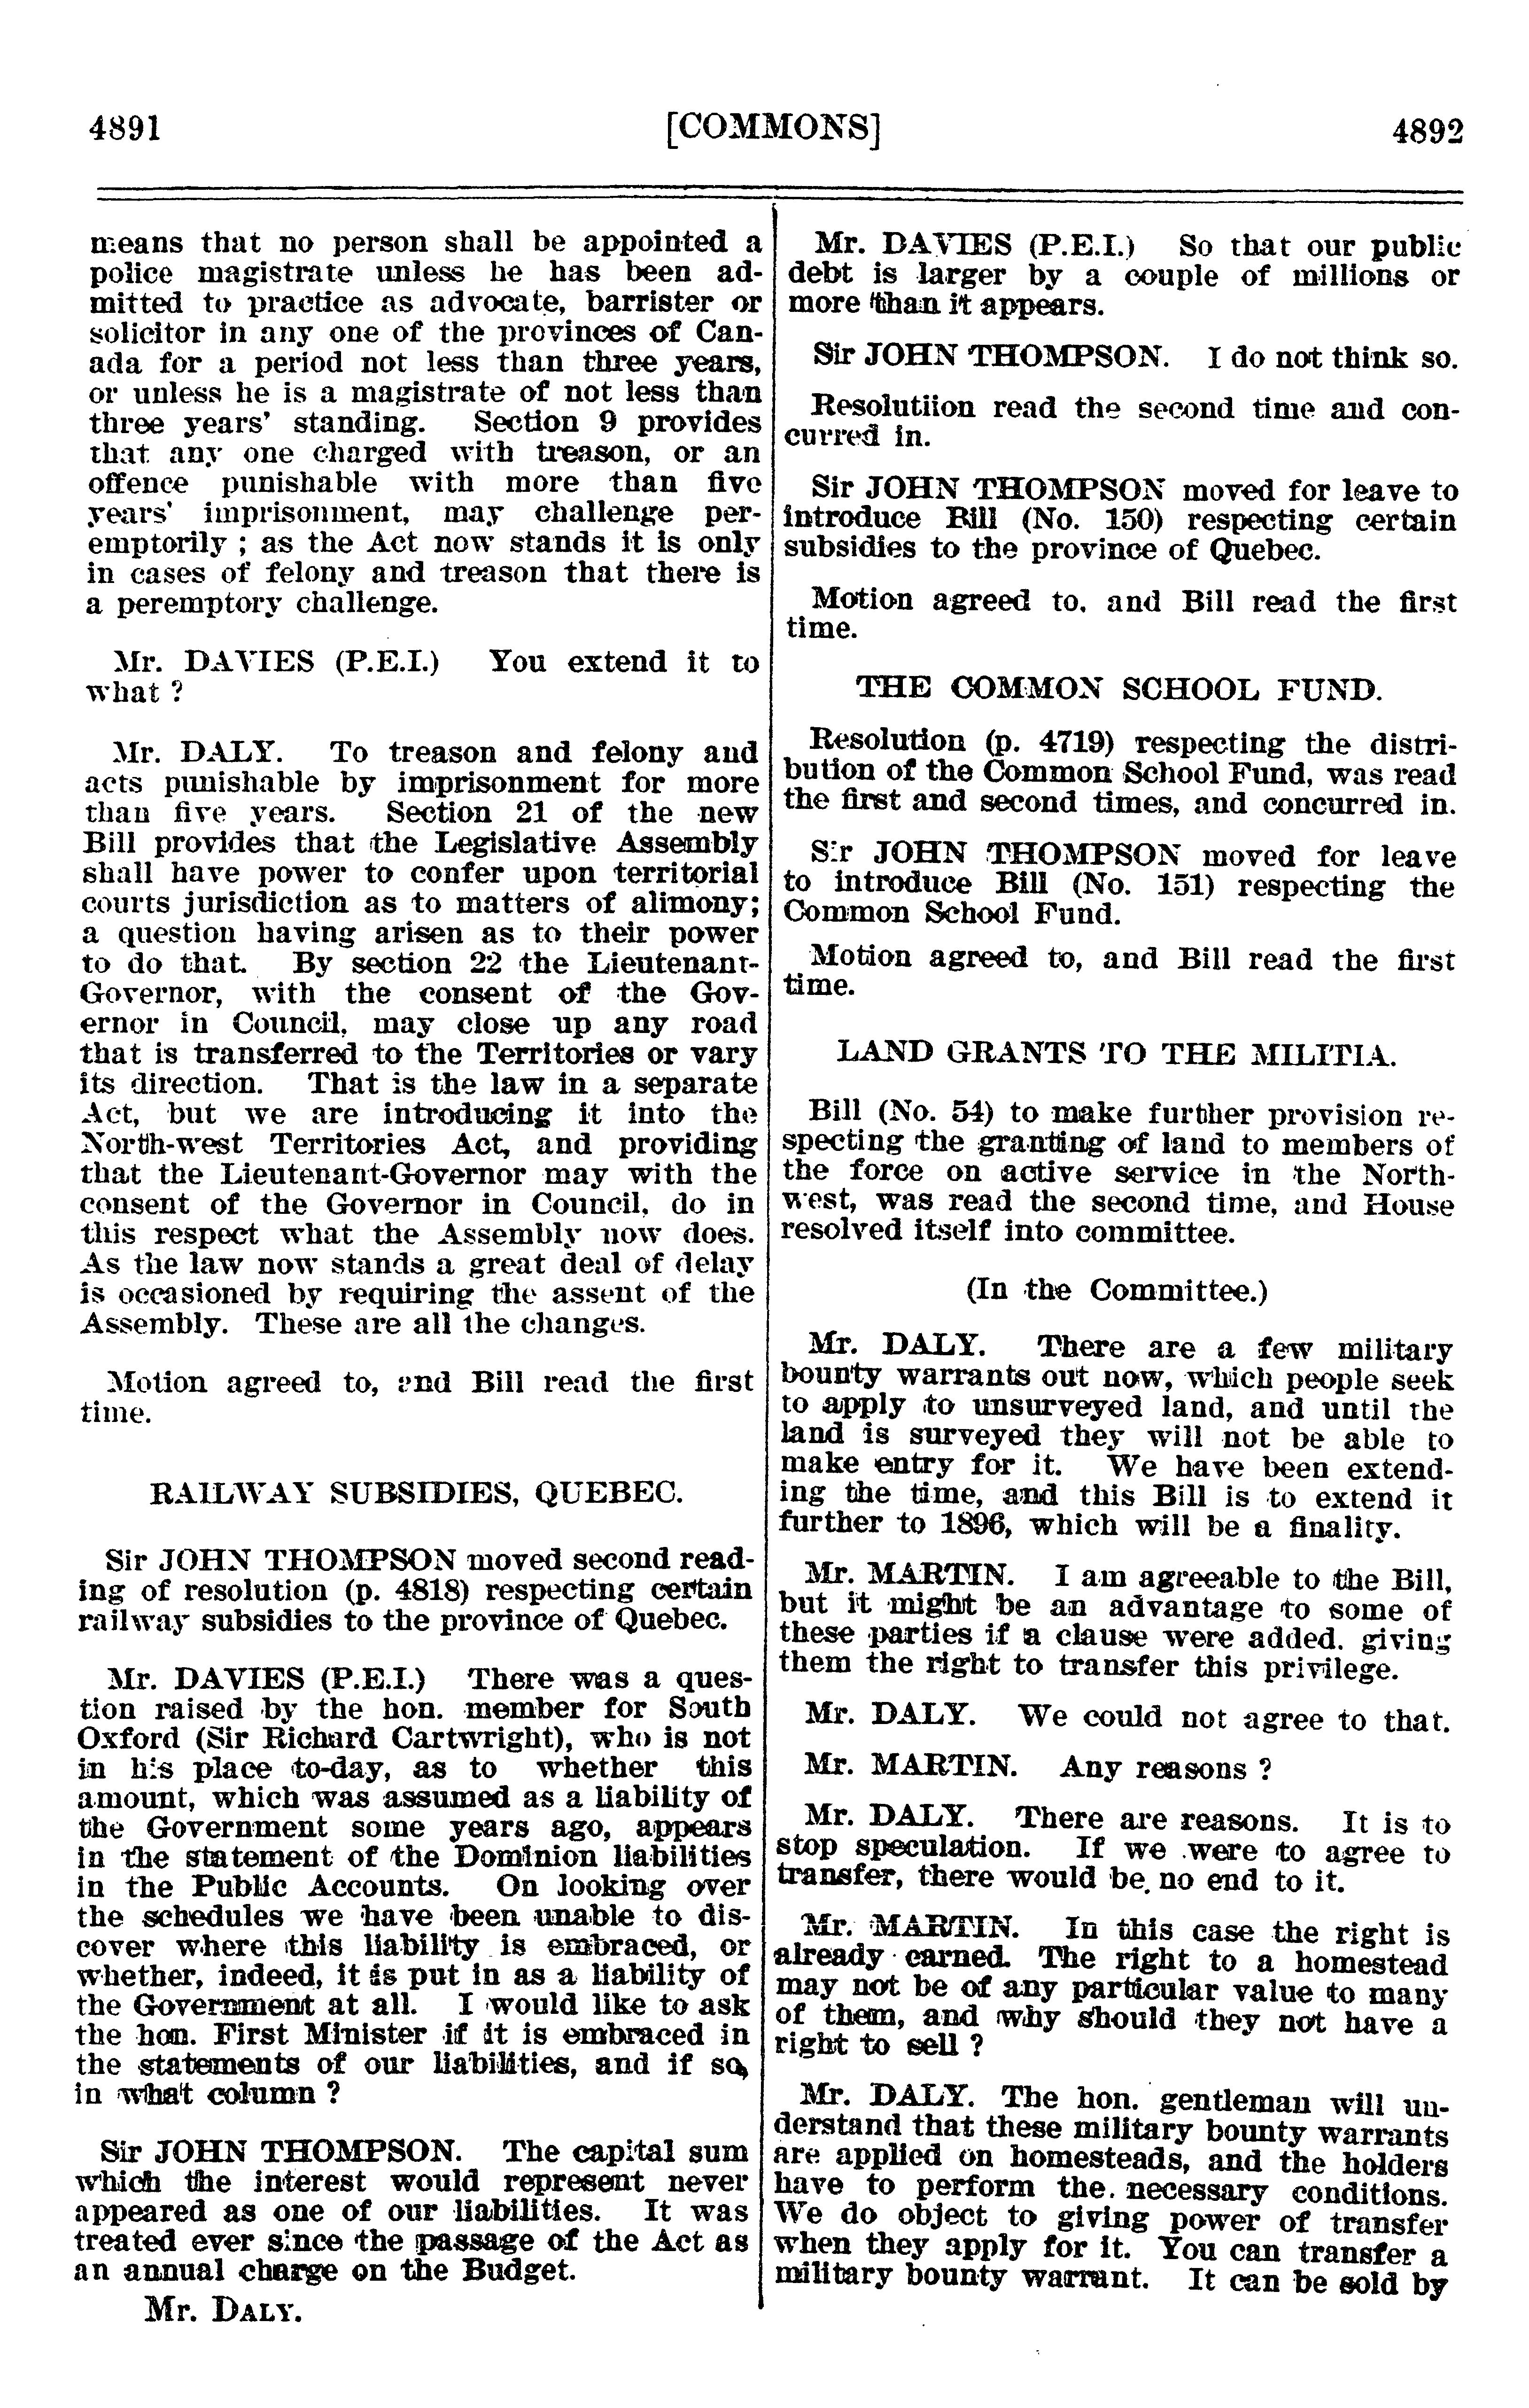 4891
[COMMONS]
4892
means that no person shall be appointed a
police magistrate unless he has been ad-
mitted to practice as advocate, barrister or
solicitor in any one of the provinces of Can-
ada for a period not less than three years,
or unless he is a magistrate of not less than
three years' standing. Section 9 provides
that any one charged with treason, or an
offence punishable with more than five
years' imprisonment, may challenge per-
emptorily ; as the Act now stands it is only
in cases of felony and treason that there is
a peremptory challenge.
Mr. DAVIES (P.E.I.) You extend it to
what ?
Mr. DALY. To treason and felony and
acts punishable by imprisonment for more
than five years. Section 21 of the new
Bill provides that the Legislative Assembly
shall have power to confer upon territorial
courts jurisdiction as to matters of alimony;
a question having arisen as to their power
to do that. By section 22 the Lieutenant-
Governor, with the consent of the Gov-
ernor in Council, may close up any road
that is transferred to the Territories or vary
its direction. That is the law in a separate
Act, but we are introducing it into the
North-west Territories Act, and providing
that the Lieutenant-Governor may with the
consent of the Governor in Council, do in
this respect what the Assembly now does.
As the law now stands a great deal of delay
is occasioned by requiring the assent of the
Assembly. These are all the changes.
Motion agreed to, and Bill read the first
time.
RAILWAY SUBSIDIES, QUEBEC.
Sir JOHN THOMPSON moved second read-
ing of resolution (p. 4818) respecting certain
railway subsidies to the province of Quebec.
Mr. DAVIES (P.E.I.) There was a ques-
tion raised by the hon. member for South
Oxford (Sir Richard Cartwright), who is not
in his place to-day, as to whether this
amount, which was assumed as a liability of
the Government some years ago, appears
in the statement of the Dominion liabilities
in the Public Accounts. On looking over
the schedules we have been unable to dis-
cover where this liability is embraced, or
whether, indeed, it is put in as a liability of
the Government at all. I would like to ask
the hon. First Minister if it is embraced in
the statements of our liabilities, and if so,
in what column ?
Sir JOHN THOMPSON. The capital sum
which the interest would represent never
appeared as one of our liabilities. It was
treated ever since the passage of the Act as
an annual charge on the Budget.
Mr. DALY.
Mr. DAVIES (P.E.I.) So that our public
debt is larger by a couple of millions or
more than it appears.
Sir JOHN THOMPSON. I do not think so.
Resolutiion read the second time and con-
curred in.
Sir JOHN THOMPSON moved for leave to
introduce Bill (No. 150) respecting certain
subsidies to the province of Quebec.
Motion agreed to, and Bill read the first
time.
THE COMMON SCHOOL FUND.
Resolution (p. 4719) respecting the distri-
bution of the Common School Fund, was read
the first and second times, and concurred in.
Sir JOHN THOMPSON moved for leave
to introduce Bill (No. 151) respecting the
Common School Fund.
Motion agreed to, and Bill read the first
time.
LAND GRANTS TO THE MILITIA.
Bill (No. 54) to make further provision re-
specting the granting of land to members of
the force on active service in the North-
west, was read the second time, and House
resolved itself into committee.
(In the Committee.)
Mr. DALY. There are a few military
bounty warrants out now, which people seek
to apply to unsurveyed land, and until the
land is surveyed they will not be able to
make entry for it. We have been extend-
ing the time, and this Bill is to extend it
further to 1896, which will be a finality.
Mr. MARTIN. I am agreeable to the Bill,
but it might be an advantage to some of
these parties if a clause were added, giving
them the right to transfer this privilege.
Mr. DALY. We could not agree to that.
Mr. MARTIN. Any reasons ?
Mr. DALY. There are reasons. It is to
stop speculation. If we were to agree to
transfer, there would be no end to it.
Mr. MARTIN. In this case the right is
already earned. The right to a homestead
may not be of any particular value to many
of them, and why should they not have a
right to sell ?
Mr. DALY. The hon. gentleman will un-
derstand that these military bounty warrants
are applied on homesteads, and the holders
have to perform the necessary conditions.
We do object to giving power of transfer
when they apply for it. You can transfer a
military bounty warrant. It can be sold by